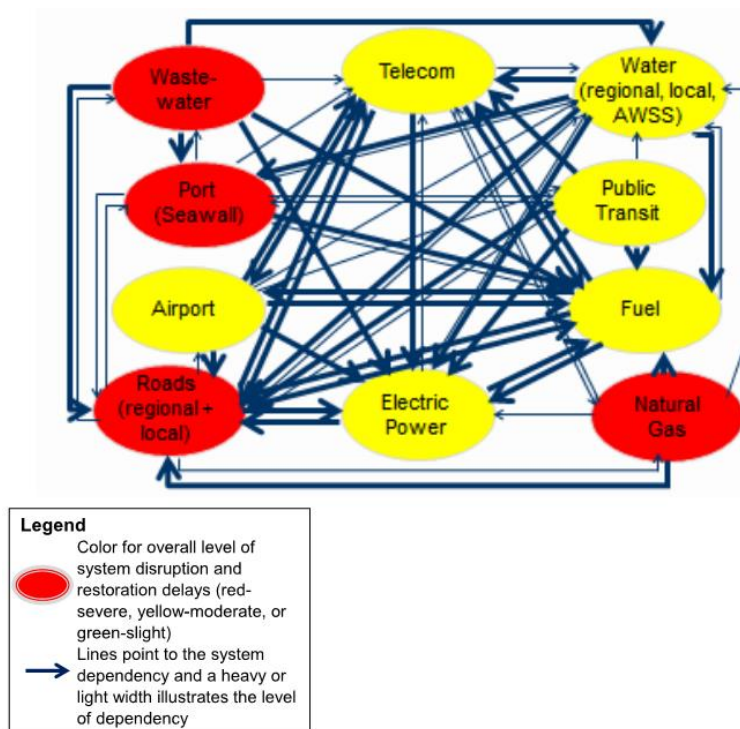 Waste-
water
Telecom
Water
(regional, local,
AWSS)
Port
(Seawall)
Public
Transit
Airport
Fuel
Roads
(regional +
local)
Electric
Power
Natural
Gas
Legend
Color for overall level of
system disruption and
restoration delays (red-
severe, yellow-moderate, or
green-slight)
Lines point to the system
dependency and a heavy or
light width illustrates the level
of dependency